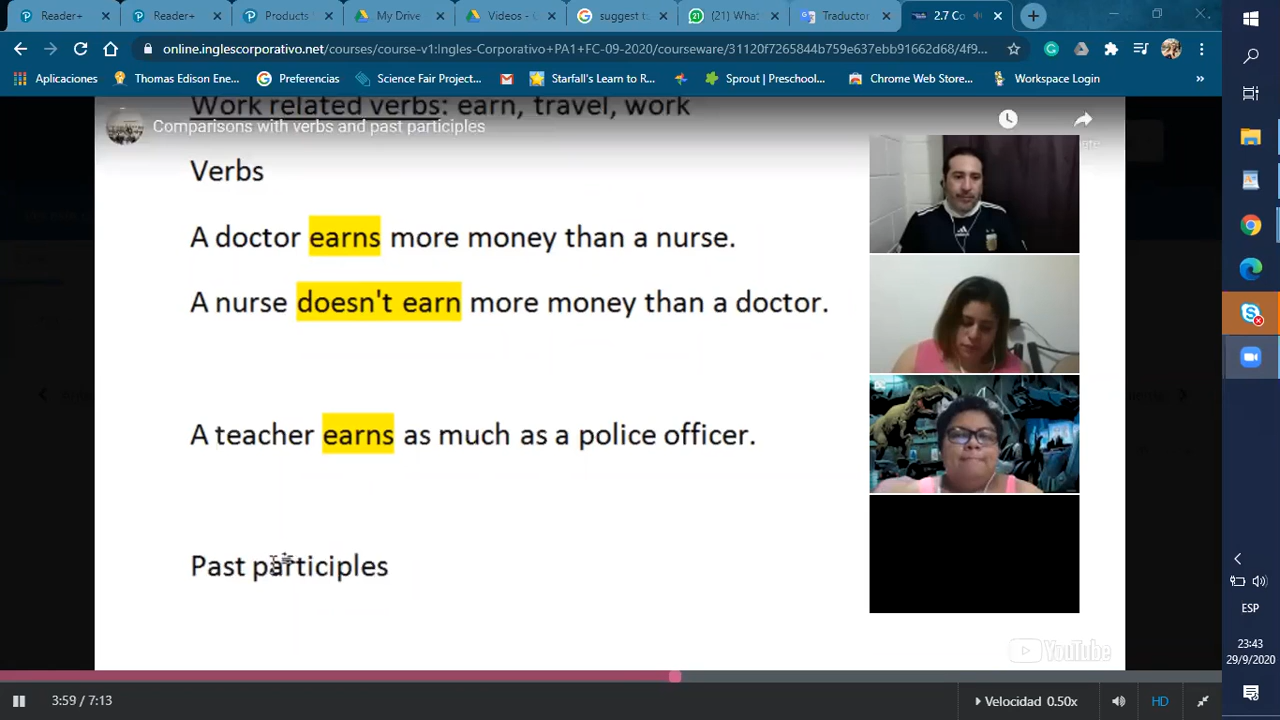 Reader+
Reader+
Products
My Drive
Videos - G
suggest t
(21) What
Traductor
2.7 Co
online.inglescorporativo.net/courses/course-v1:Ingles-Corporativo+PA1+FC-09-2020/courseware/31120f7265844b759e637ebb91662d68/4f9...
Aplicaciones
Thomas Edison Ene...
Preferencias
Science Fair Project...
Starfall's Learn to R...
Sprout | Preschool...
Chrome Web Store...
Workspace Login
Work related verbs: earn, travel, work
Comparisons with verbs and past participles
Verbs
A doctor earns more money than a nurse.
A nurse doesn't earn more money than a doctor.
A teacher earns as much as a police officer.
Past participles
YouTube
3:59 / 7:13
Velocidad 0.50x
HD
ESP
23:43
29/9/2020